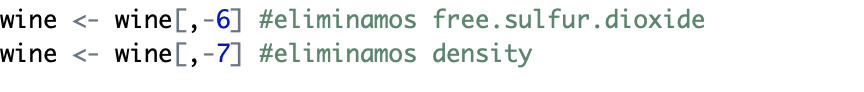 wine <- wine[,-6] #eliminamos free.sulfur.dioxide
wine <- wine[,-7] #eliminamos density